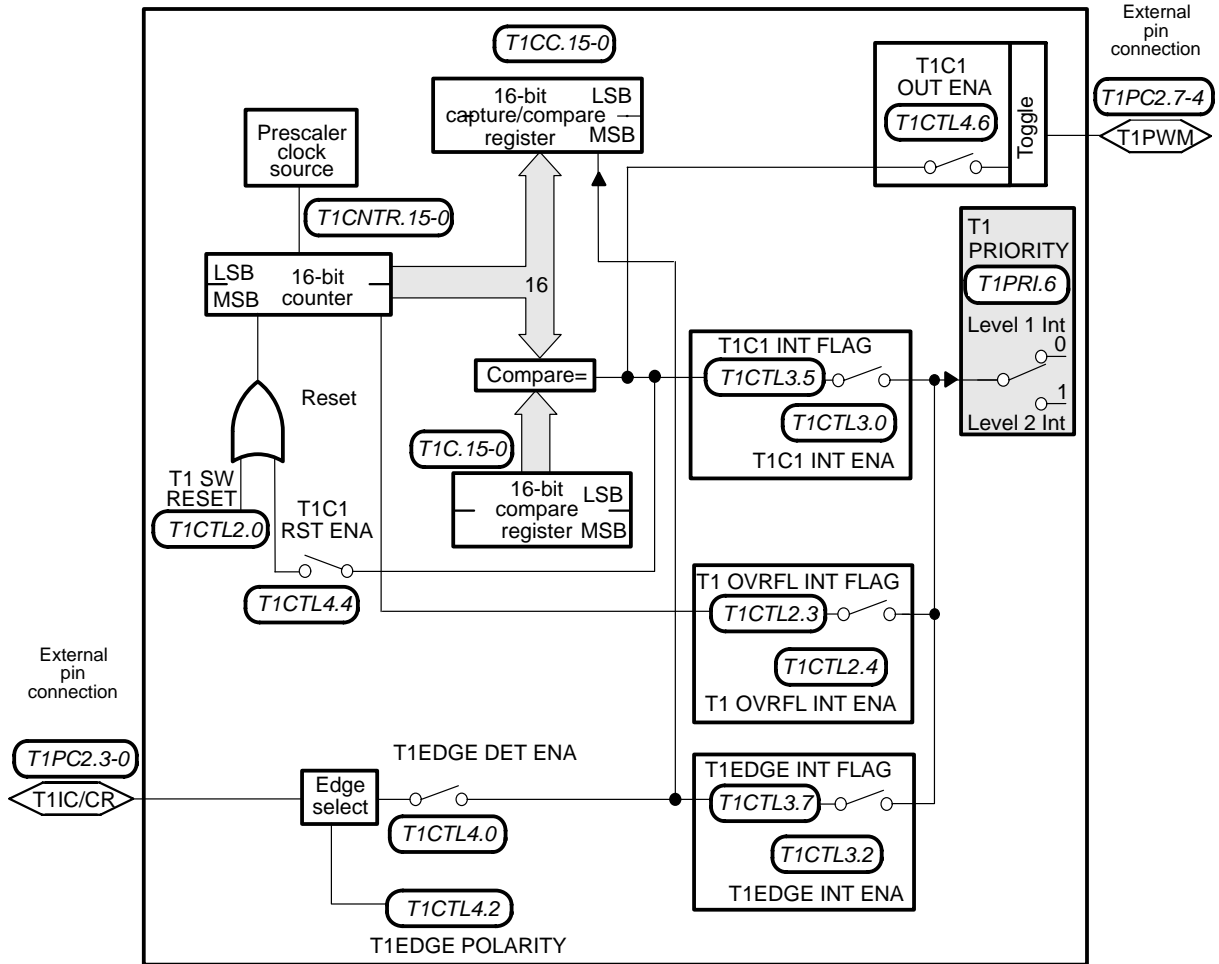 External
pin
connection
T1PC2.7-4
T1PWM
T1CC.15-0
16-bit
capture/compare
register
LSB
MSB
T1C1
OUT ENA
T1CTL4.6
Toggle
Prescaler
clock
source
T1CNTR.15-0
LSB
MSB
16-bit
counter
16
T1
PRIORITY
T1PRI.6
Level 1 Int
0
1
Level 2 Int
Compare=
T1C1 INT FLAG
T1CTL3.5
T1CTL3.0
T1C1 INT ENA
Reset
T1C.15-0
16-bit
compare
register
LSB
MSB
T1 SW
RESET
T1CTL2.0
T1C1
RST ENA
T1CTL4.4
T1 OVRFL INT FLAG
T1CTL2.3
T1CTL2.4
T1 OVRFL INT ENA
External
pin
connection
T1PC2.3-0
T1IC/CR
Edge
select
T1EDGE DET ENA
T1CTL4.0
T1CTL4.2
T1EDGE POLARITY
T1EDGE INT FLAG
T1CTL3.7
T1CTL3.2
T1EDGE INT ENA